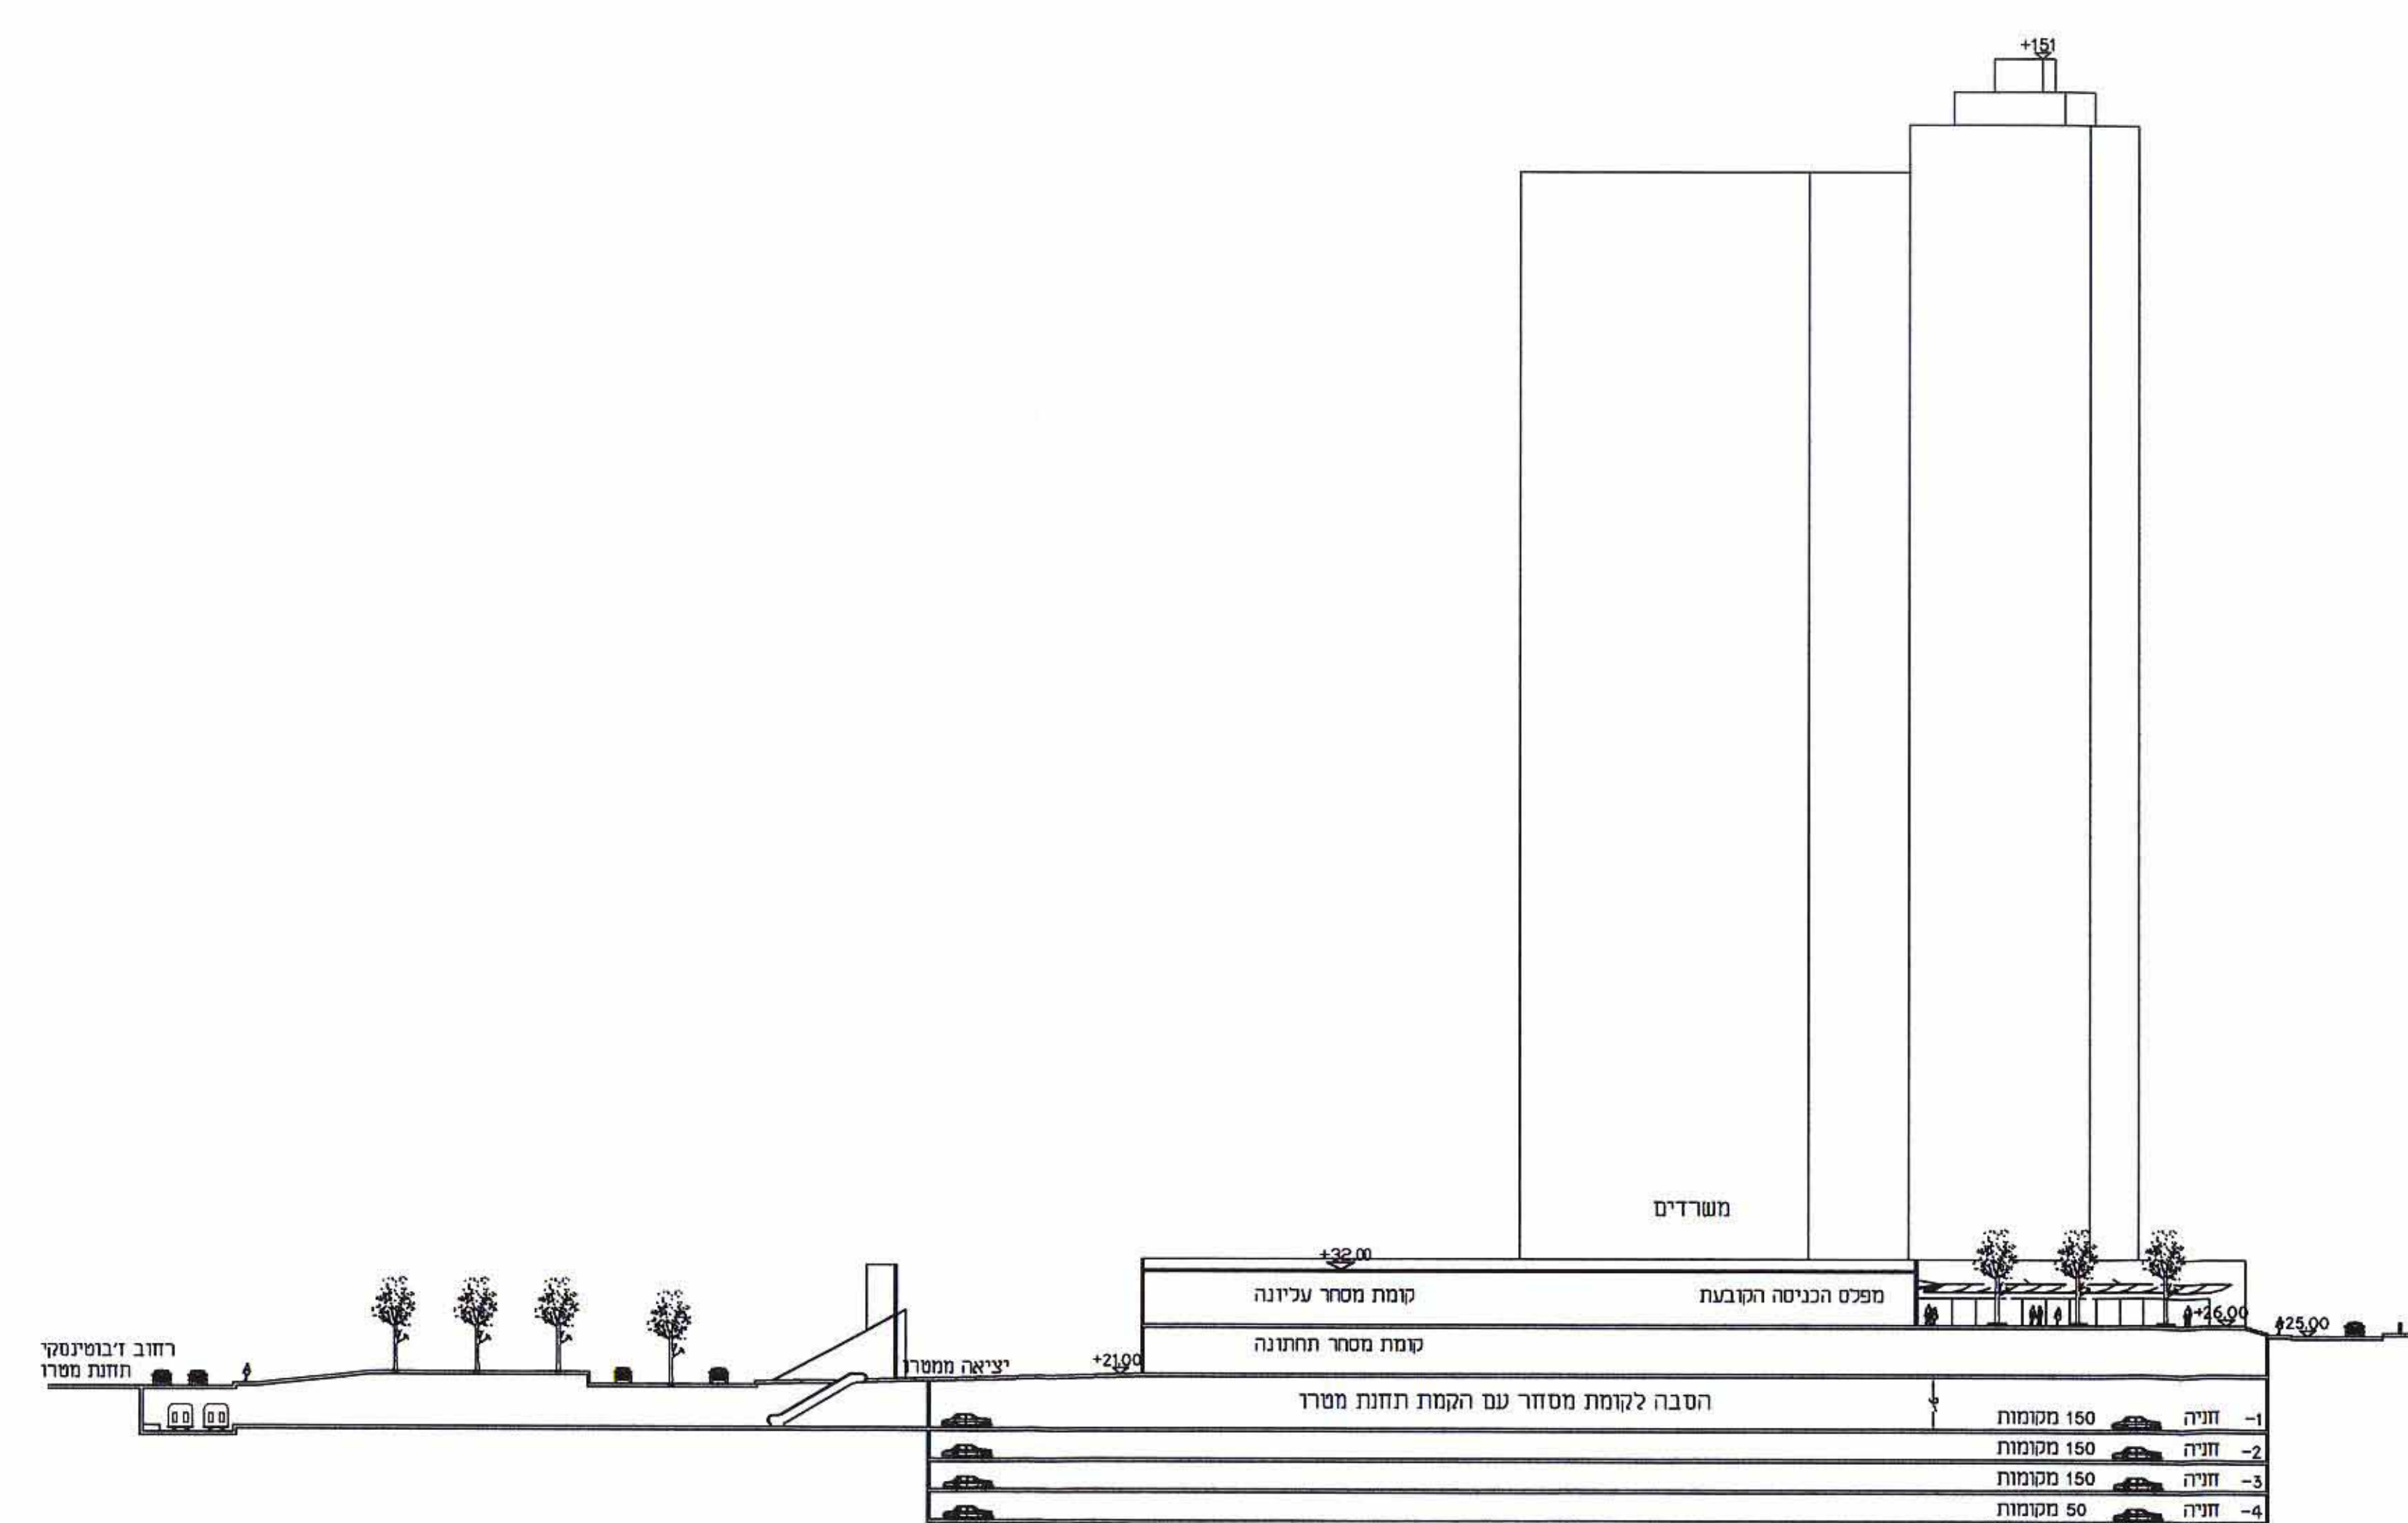 +151
משרדים
+32.00
קומת מסחר עליונה
מפלס הכניסה הקובעת
+26.00
+25.00
קומת מסחר תחתונה
רחוב ז'בוטינסקי
תחנת מטרו
יציאה ממטרו
+21.00
הסבה לקומת מסחר עם הקמת תחנת מטרו
חניה -1 150 מקומות
חניה -2 150 מקומות
חניה -3 150 מקומות
חניה -4 50 מקומות